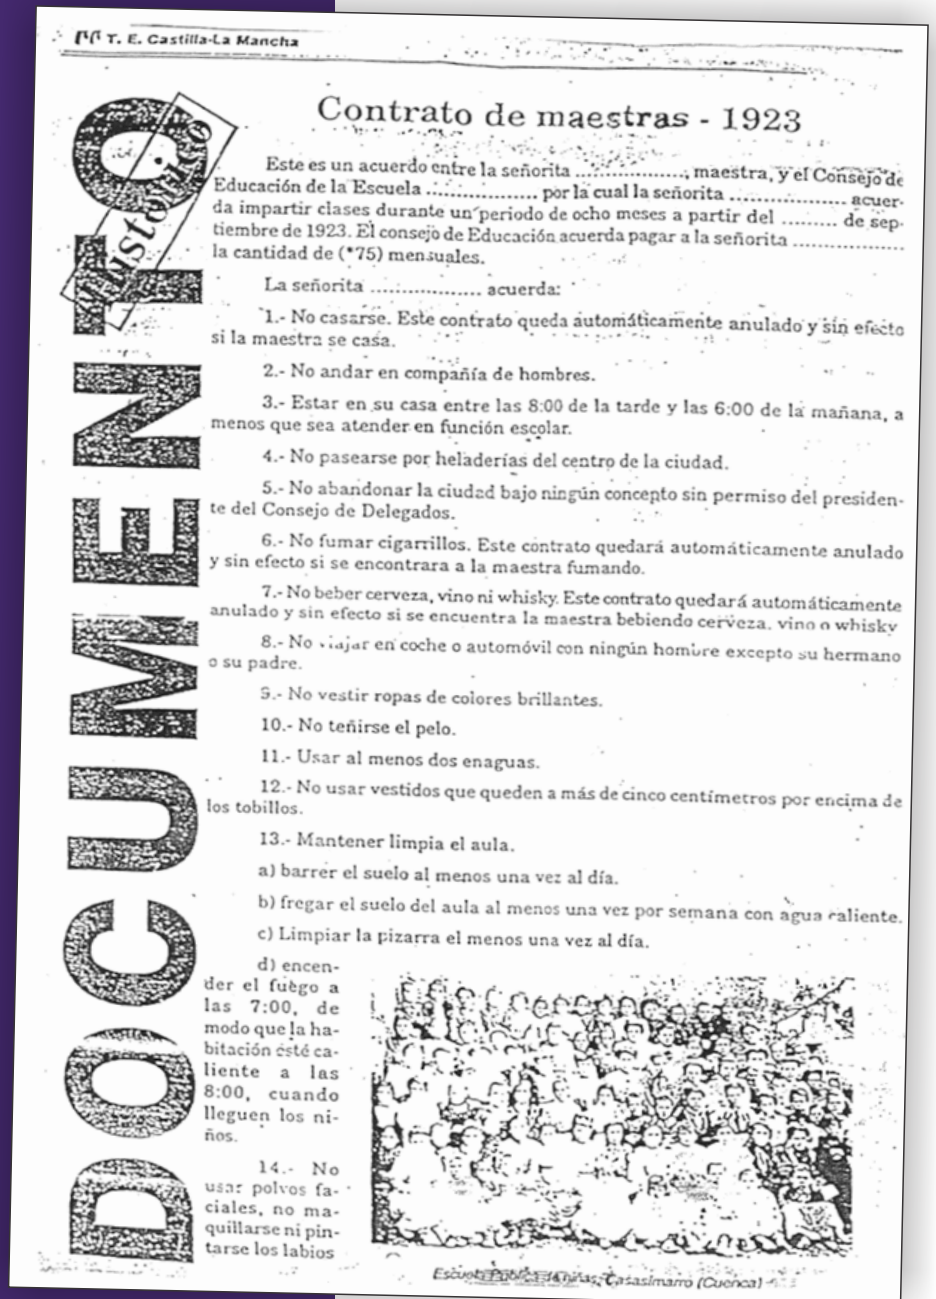 T. E. Castilla-La Mancha
DOCUMENTO
Contrato de maestras - 1923
Este es un acuerdo entre la señorita .................., maestra, y el Consejo de
Educación de la Escuela .................. por la cual la señorita .................. acuer-
da impartir clases durante un periodo de ocho meses a partir del ......... de sep-
tiembre de 1923. El consejo de Educación acuerda pagar a la señorita ..................
la cantidad de (*75) mensuales.
La señorita .................. acuerda:
1.- No casarse. Este contrato queda automáticamente anulado y sin efecto
si la maestra se casa.
2.- No andar en compañía de hombres.
3.- Estar en su casa entre las 8:00 de la tarde y las 6:00 de la mañana, a
menos que sea atender en función escolar.
4.- No pasearse por heladerías del centro de la ciudad.
5.- No abandonar la ciudad bajo ningún concepto sin permiso del presiden-
te del Consejo de Delegados.
6.- No fumar cigarrillos. Este contrato quedará automáticamente anulado
y sin efecto si se encontrara a la maestra fumando.
7.- No beber cerveza, vino ni whisky. Este contrato quedará automáticamente
anulado y sin efecto si se encuentra la maestra bebiendo cerveza, vino o whisky
8.- No viajar en coche o automóvil con ningún hombre excepto su hermano
o su padre.
9.- No vestir ropas de colores brillantes.
10.- No teñirse el pelo.
11.- Usar al menos dos enaguas.
12.- No usar vestidos que queden a más de cinco centímetros por encima de
los tobillos.
13.- Mantener limpia el aula.
a) barrer el suelo al menos una vez al día.
b) fregar el suelo del aula al menos una vez por semana con agua caliente.
c) Limpiar la pizarra el menos una vez al día.
d) encen-
der el fuego a
las 7:00, de
modo que la ha-
bitación esté ca-
liente a las
8:00, cuando
lleguen los ni-
ños.
14.- No
usar polvos fa-
ciales, no ma-
quillarse ni pin-
tarse los labios
Escuela Pública de niñas, Casasimarro (Cuenca)